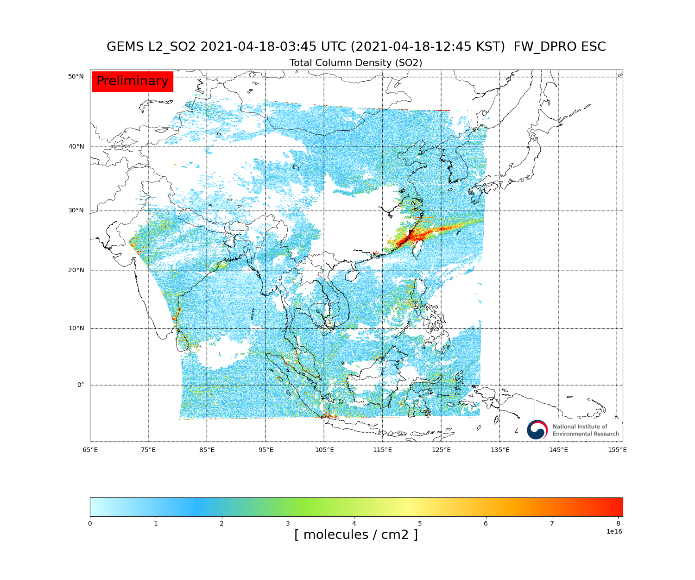 GEMS L2_SO2 2021-04-18-03:45 UTC (2021-04-18-12:45 KST)  FW_DPRO ESC
Total Column Density (SO2)
Preliminary
50°N
40°N
30°N
20°N
10°N
0°
National Institute of
Environmental Research
65°E 75°E 85°E 95°E 105°E 115°E 125°E 135°E 145°E 155°E
0 1 2 3 4 5 6 7 8
1e16
[ molecules / cm2 ]